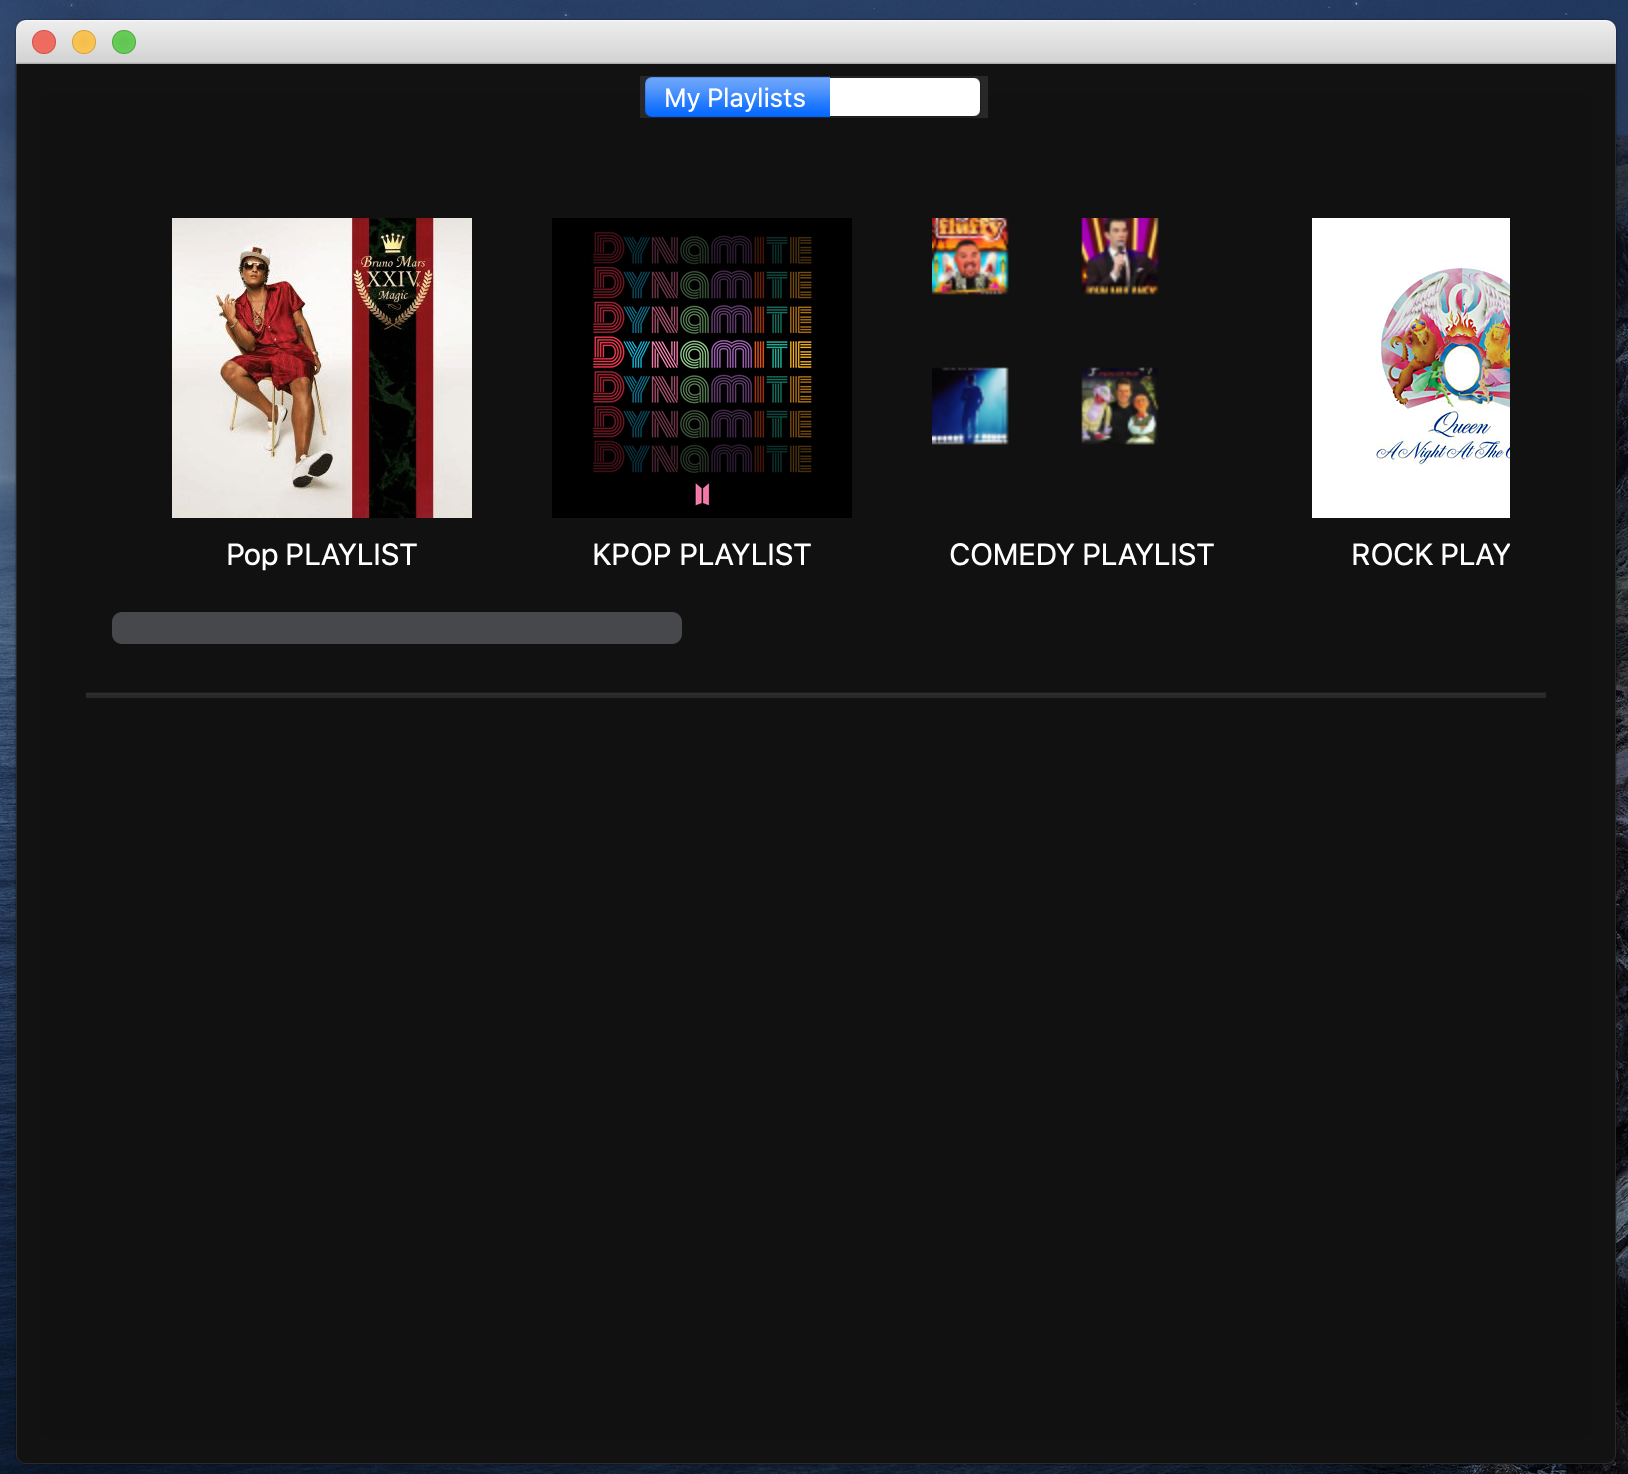 My Playlists
Bruno Mars
XXIV
Magic
DYNAMITE
DYNAMITE
DYNAMITE
DYNAMITE
DYNAMITE
DYNAMITE
DYNAMITE
fluffy
Queen
A Night At The
Pop PLAYLIST
KPOP PLAYLIST
COMEDY PLAYLIST
ROCK PLAY